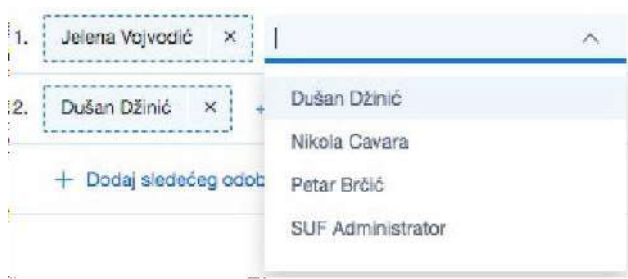 1. Jelena Vojvodić ×
2. Dušan Džinić × +
+ Dodaj sledećeg odob
Dušan Džinić
Nikola Cavara
Petar Brčić
SUF Administrator